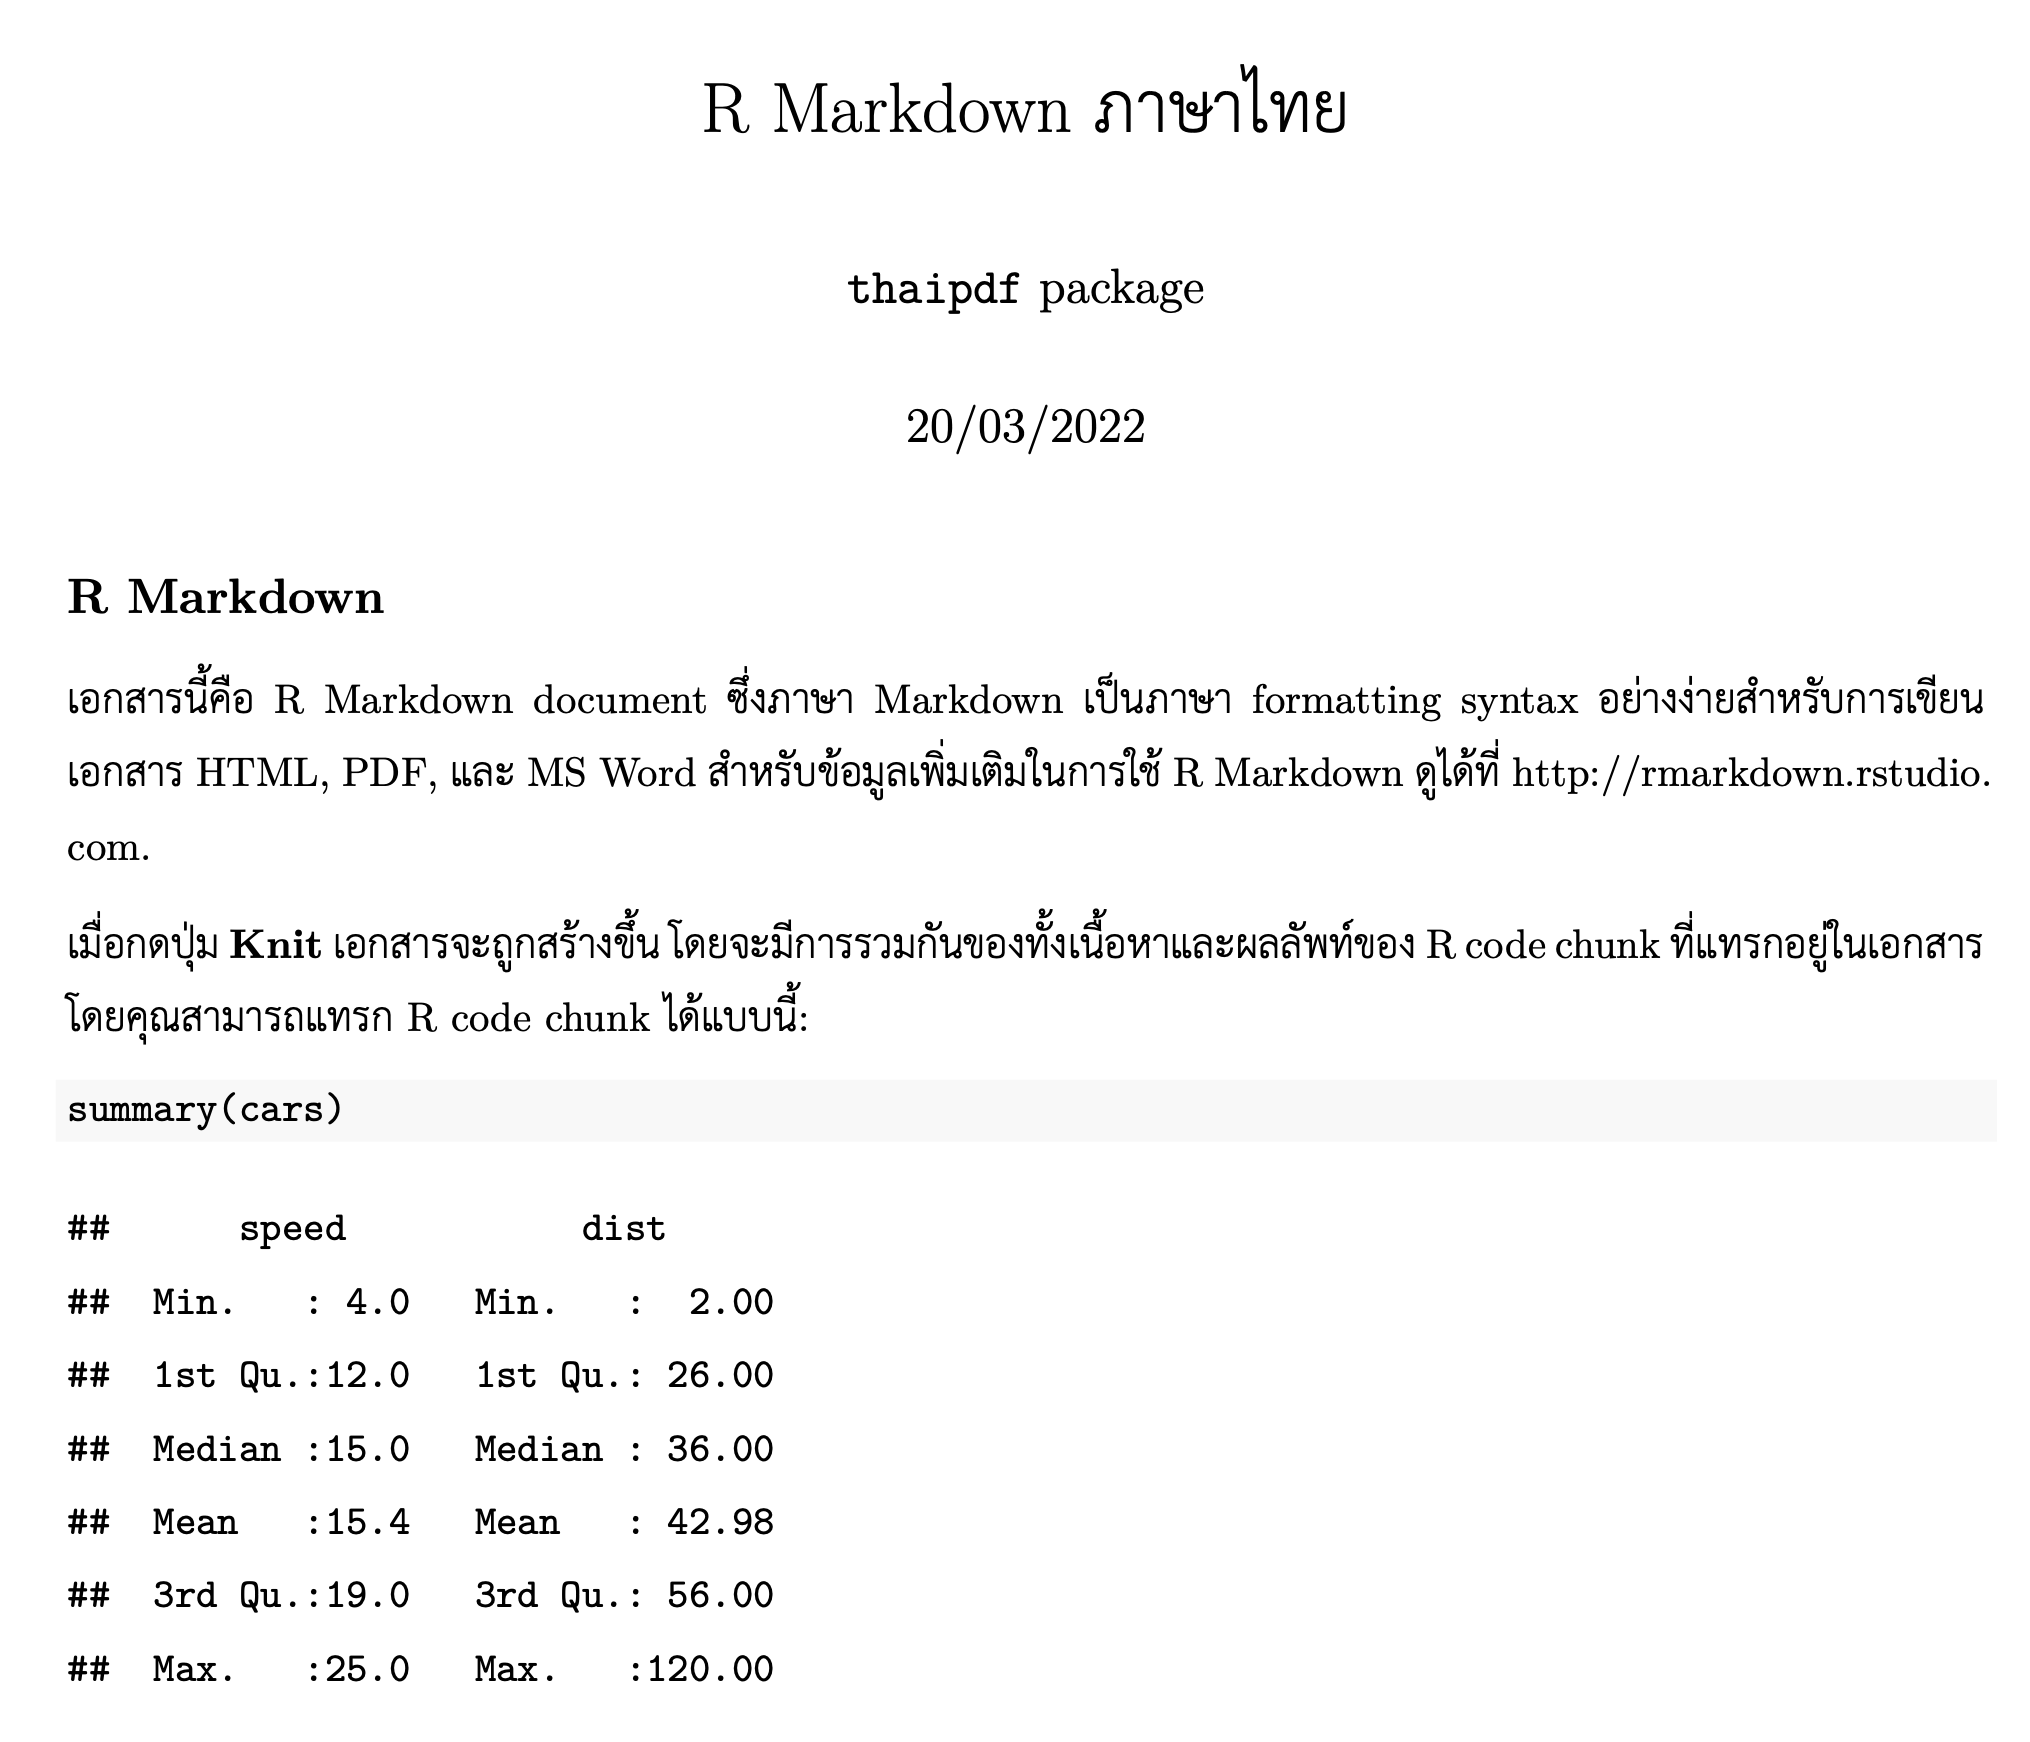 R Markdown ภาษาไทย
thaipdf package
20/03/2022
R Markdown
เอกสารนี้คือ R Markdown document ซึ่งภาษา Markdown เป็นภาษา formatting syntax อย่างง่ายสำหรับการเขียน
เอกสาร HTML, PDF, และ MS Word สำหรับข้อมูลเพิ่มเติมในการใช้ R Markdown ดูได้ที่ http://rmarkdown.rstudio.
com.
เมื่อกดปุ่ม Knit เอกสารจะถูกสร้างขึ้น โดยจะมีการรวมกันของทั้งเนื้อหาและผลลัพท์ของ R code chunk ที่แทรกอยู่ในเอกสาร
โดยคุณสามารถแทรก R code chunk ได้แบบนี้:
summary(cars)
##      speed           dist
##  Min.   : 4.0   Min.   :  2.00
##  1st Qu.:12.0   1st Qu.: 26.00
##  Median :15.0   Median : 36.00
##  Mean   :15.4   Mean   : 42.98
##  3rd Qu.:19.0   3rd Qu.: 56.00
##  Max.   :25.0   Max.   :120.00